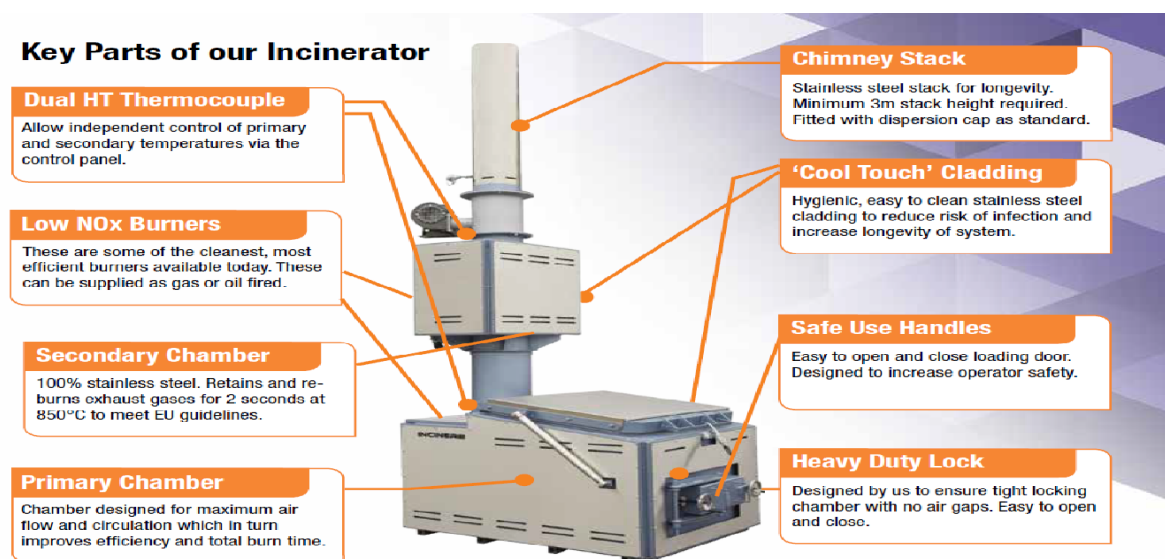 Key Parts of our Incinerator
Dual HT Thermocouple
Allow independent control of primary
and secondary temperatures via the
control panel.
Low NOx Burners
These are some of the cleanest, most
efficient burners available today. These
can be supplied as gas or oil fired.
Secondary Chamber
100% stainless steel. Retains and re-
burns exhaust gases for 2 seconds at
850°C to meet EU guidelines.
Primary Chamber
Chamber designed for maximum air
flow and circulation which in turn
improves efficiency and total burn time.
Chimney Stack
Stainless steel stack for longevity.
Minimum 3m stack height required.
Fitted with dispersion cap as standard.
‘Cool Touch’ Cladding
Hygienic, easy to clean stainless steel
cladding to reduce risk of infection and
increase longevity of system.
Safe Use Handles
Easy to open and close loading door.
Designed to increase operator safety.
Heavy Duty Lock
Designed by us to ensure tight locking
chamber with no air gaps. Easy to open
and close.